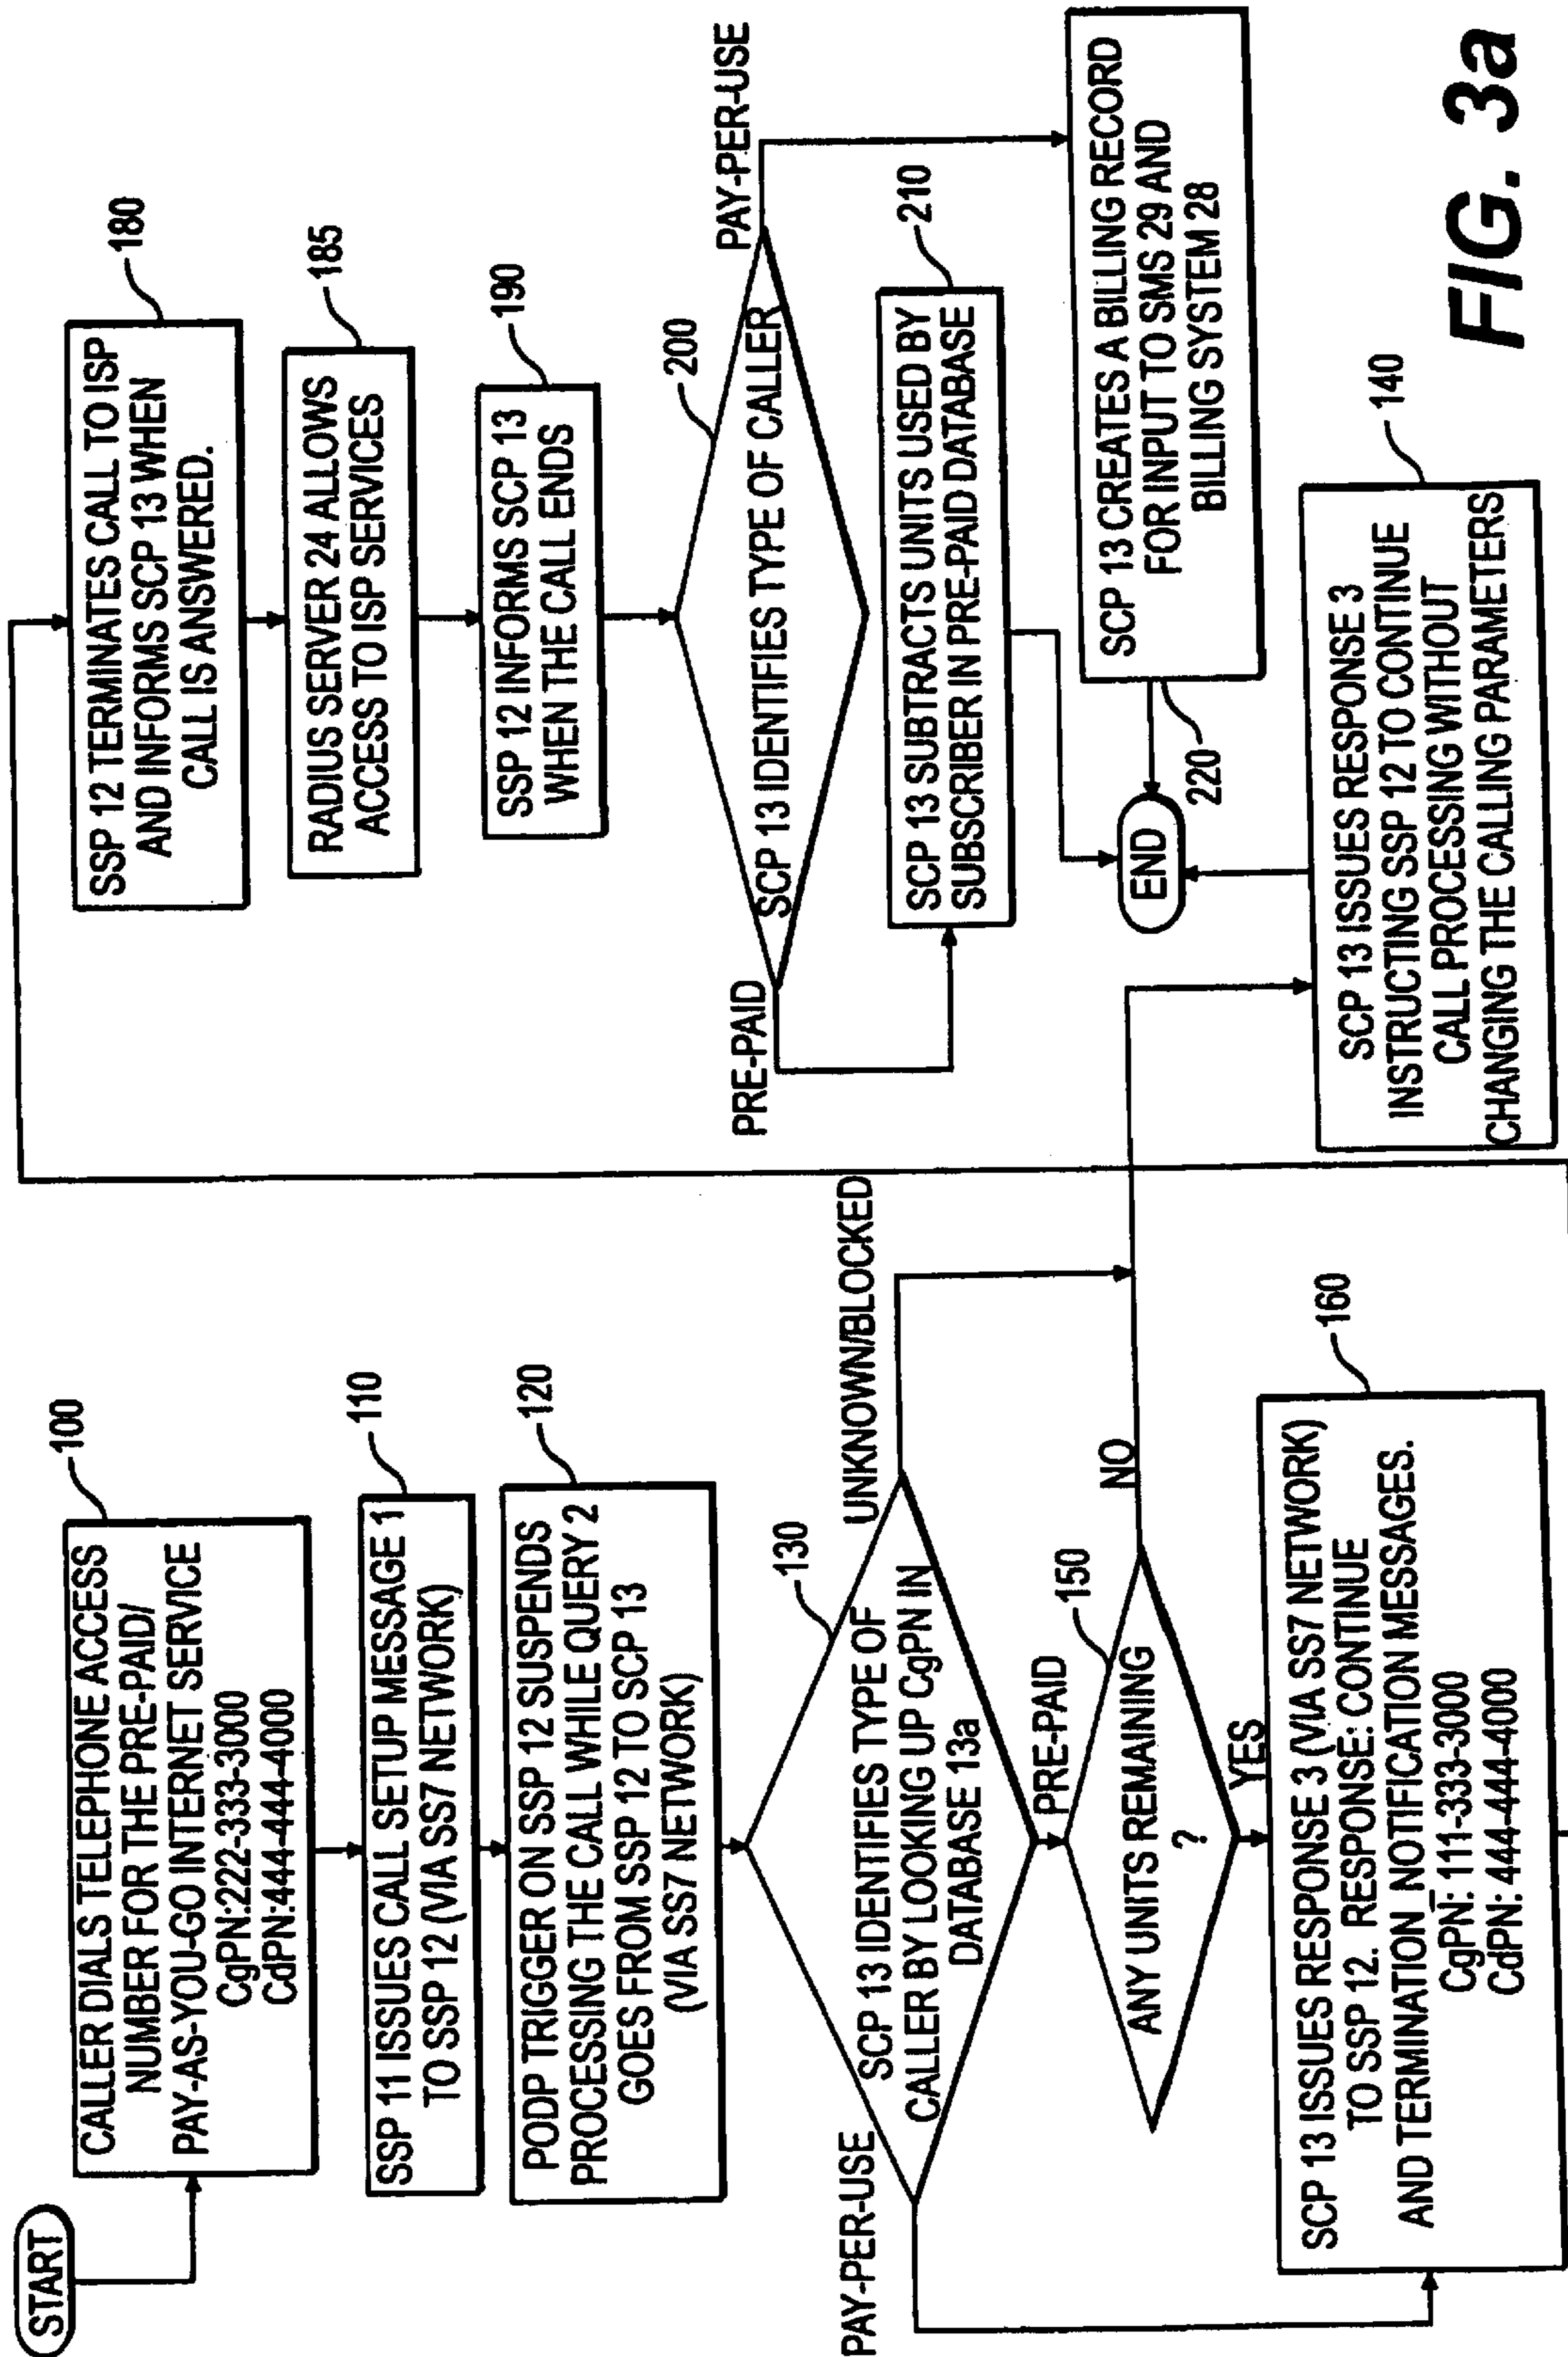 START
CALLER DIALS TELEPHONE ACCESS
NUMBER FOR THE PRE-PAID/
PAY-AS-YOU-GO INTERNET SERVICE
CgPN:222-333-3000
CdPN:444-444-4000
100
SSP 11 ISSUES CALL SETUP MESSAGE 1
TO SSP 12 (VIA SS7 NETWORK)
110
PODP TRIGGER ON SSP 12 SUSPENDS
PROCESSING THE CALL WHILE QUERY 2
GOES FROM SSP 12 TO SCP 13
(VIA SS7 NETWORK)
120
SCP 13 IDENTIFIES TYPE OF
CALLER BY LOOKING UP CgPN IN
DATABASE 13a
130
PAY-PER-USE
UNKNOWN/BLOCKED
PRE-PAID
ANY UNITS REMAINING
?
150
NO
YES
SCP 13 ISSUES RESPONSE 3 (VIA SS7 NETWORK)
TO SSP 12. RESPONSE: CONTINUE
AND TERMINATION NOTIFICATION MESSAGES.
CgPN: 111-333-3000
CdPN: 444-444-4000
160
SSP 12 TERMINATES CALL TO ISP
AND INFORMS SCP 13 WHEN
CALL IS ANSWERED.
180
RADIUS SERVER 24 ALLOWS
ACCESS TO ISP SERVICES
185
SSP 12 INFORMS SCP 13
WHEN THE CALL ENDS
190
SCP 13 IDENTIFIES TYPE OF CALLER
200
PRE-PAID
PAY-PER-USE
SCP 13 SUBTRACTS UNITS USED BY
SUBSCRIBER IN PRE-PAID DATABASE
210
SCP 13 CREATES A BILLING RECORD
FOR INPUT TO SMS 29 AND
BILLING SYSTEM 28
220
END
SCP 13 ISSUES RESPONSE 3
INSTRUCTING SSP 12 TO CONTINUE
CALL PROCESSING WITHOUT
CHANGING THE CALLING PARAMETERS
140
FIG. 3a